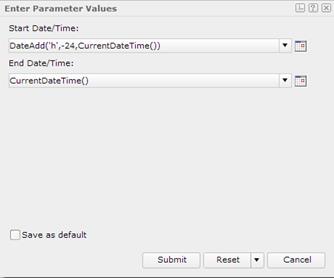 Enter Parameter Values
Start Date/Time:
DateAdd('h',-24,CurrentDateTime())
End Date/Time:
CurrentDateTime()
Save as default
Submit Reset Cancel